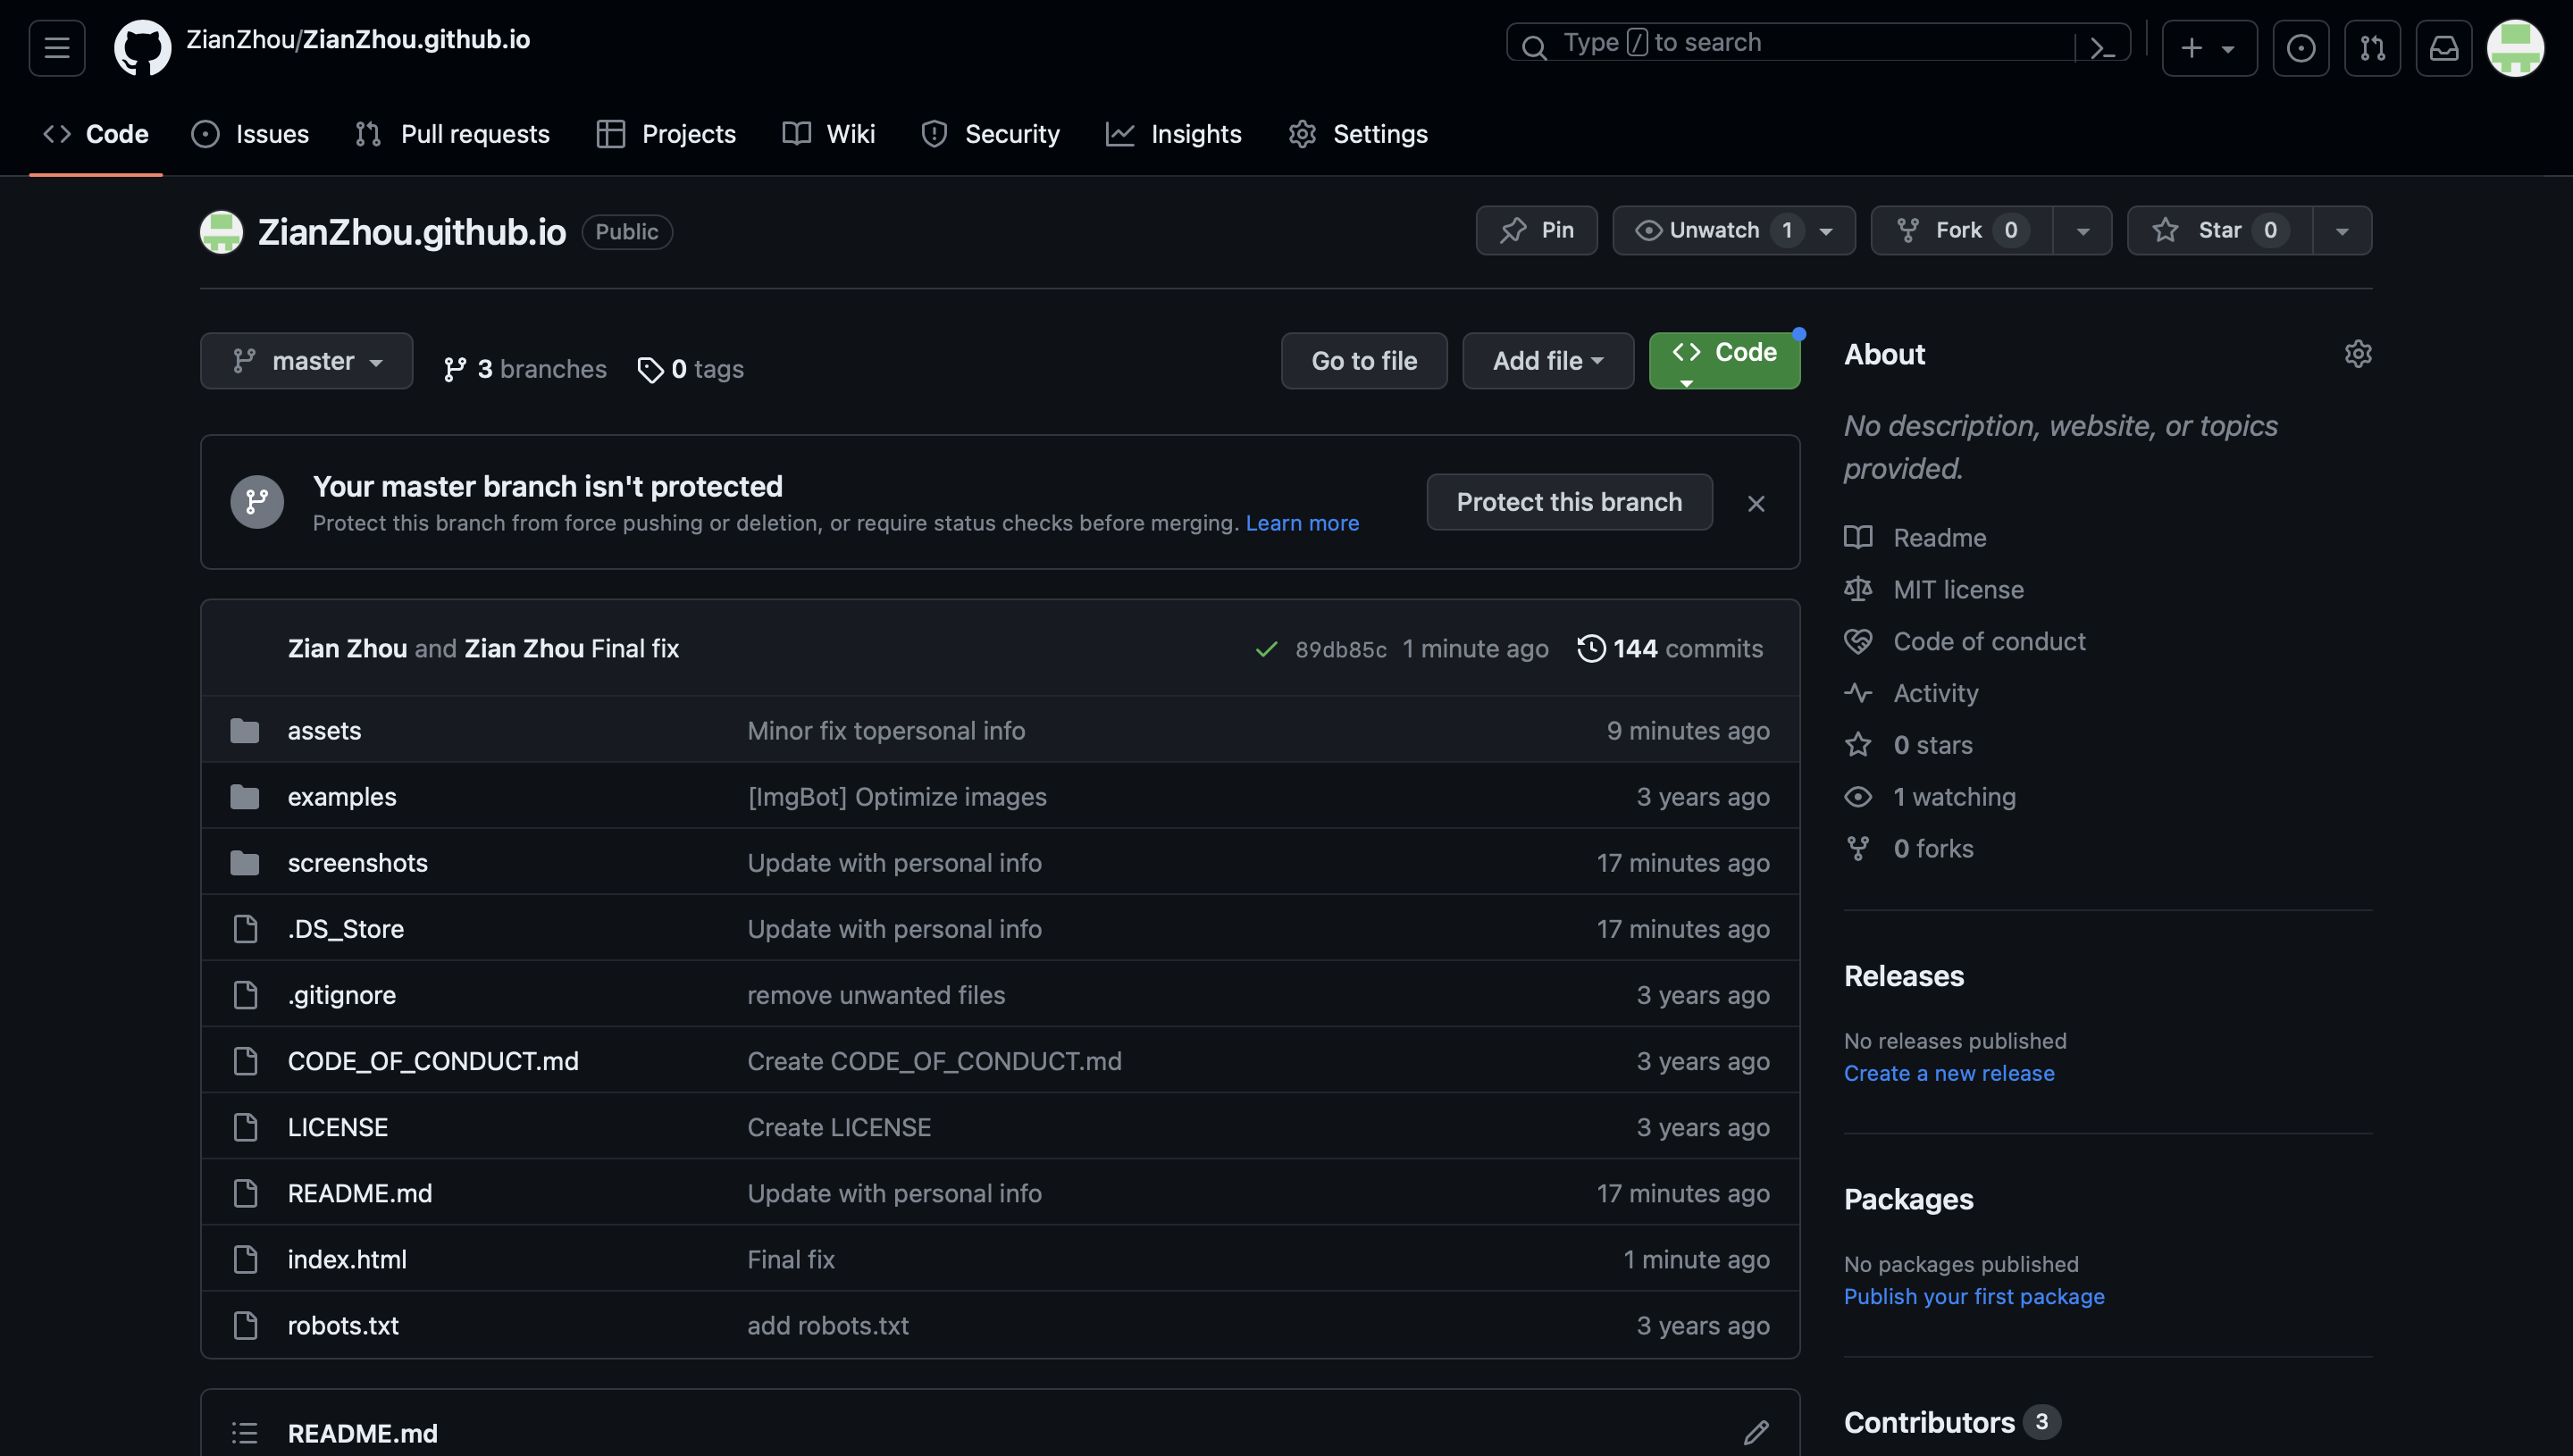 ZianZhou/ZianZhou.github.io
Type / to search
Code Issues Pull requests Projects Wiki Security Insights Settings
ZianZhou.github.io Public
Pin Unwatch 1 Fork 0 Star 0
master 3 branches 0 tags Go to file Add file Code
Your master branch isn't protected
Protect this branch from force pushing or deletion, or require status checks before merging. Learn more
Protect this branch
Zian Zhou and Zian Zhou Final fix 89db85c 1 minute ago 144 commits
assets Minor fix topersonal info 9 minutes ago
examples [ImgBot] Optimize images 3 years ago
screenshots Update with personal info 17 minutes ago
.DS_Store Update with personal info 17 minutes ago
.gitignore remove unwanted files 3 years ago
CODE_OF_CONDUCT.md Create CODE_OF_CONDUCT.md 3 years ago
LICENSE Create LICENSE 3 years ago
README.md Update with personal info 17 minutes ago
index.html Final fix 1 minute ago
robots.txt add robots.txt 3 years ago
README.md
About
No description, website, or topics
provided.
Readme
MIT license
Code of conduct
Activity
0 stars
1 watching
0 forks
Releases
No releases published
Create a new release
Packages
No packages published
Publish your first package
Contributors 3